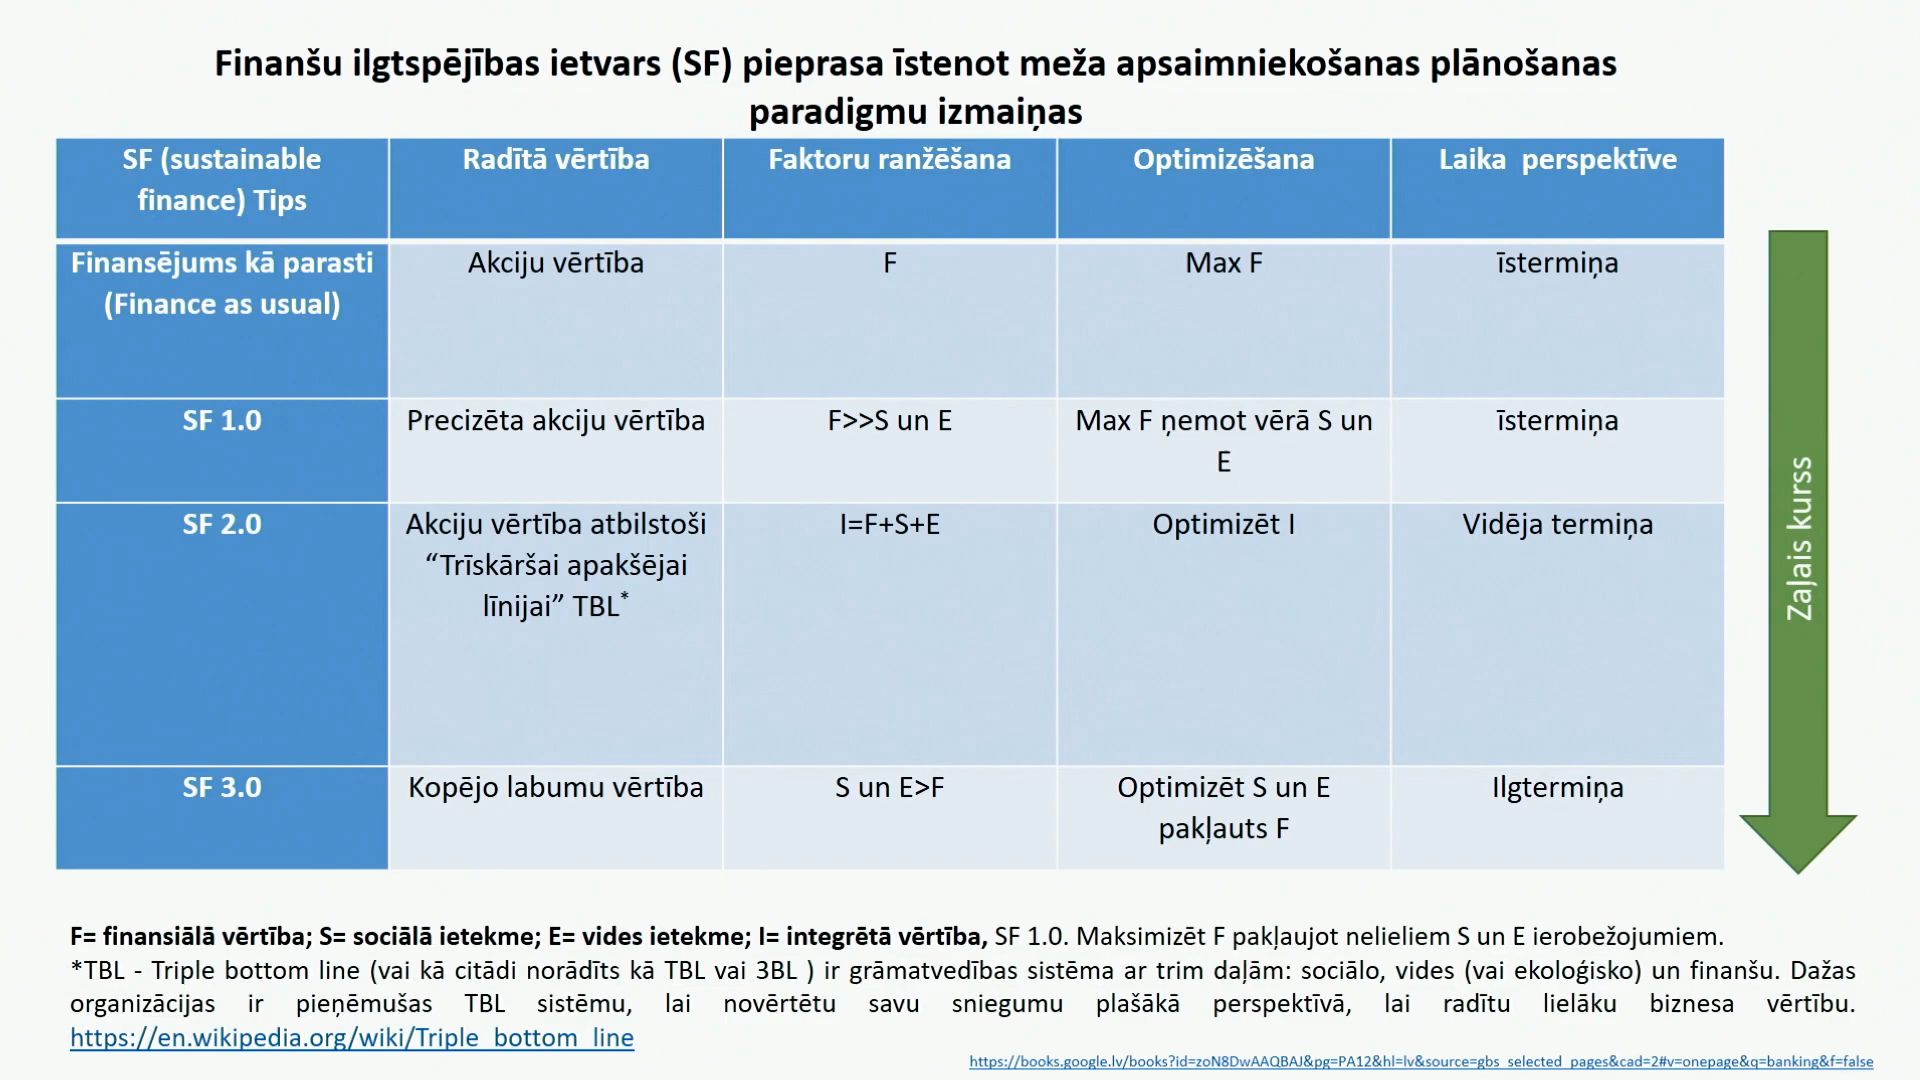 Finanšu ilgtspējības ietvars (SF) pieprasa īstenot meža apsaimniekošanas plānošanas
paradigmu izmaiņas
SF (sustainable
finance) Tips
Radītā vērtība
Faktoru ranžēšana
Optimizēšana
Laika perspektīve
Finansējums kā parasti
(Finance as usual)
Akciju vērtība
F
Max F
īstermiņa
SF 1.0
Precizēta akciju vērtība
F>>S un E
Max F ņemot vērā S un
E
īstermiņa
SF 2.0
Akciju vērtība atbilstoši
“Trīskāršai apakšējai
līnijai” TBL*
I=F+S+E
Optimizēt I
Vidēja termiņa
SF 3.0
Kopējo labumu vērtība
S un E>F
Optimizēt S un E
pakļauts F
Ilgtermiņa
Zaļais kurss
F= finansiālā vērtība; S= sociālā ietekme; E= vides ietekme; I= integrētā vērtība, SF 1.0. Maksimizēt F pakļaujot nelieliem S un E ierobežojumiem.
*TBL - Triple bottom line (vai kā citādi norādīts kā TBL vai 3BL ) ir grāmatvedības sistēma ar trim daļām: sociālo, vides (vai ekoloģisko) un finanšu. Dažas
organizācijas ir pieņēmušas TBL sistēmu, lai novērtētu savu sniegumu plašākā perspektīvā, lai radītu lielāku biznesa vērtību.
https://en.wikipedia.org/wiki/Triple_bottom_line
https://books.google.lv/books?id=zoN8DwAAQBAJ&pg=PA12&hl=lv&source=gbs_selected_pages&cad=2#v=onepage&q=banking&f=false